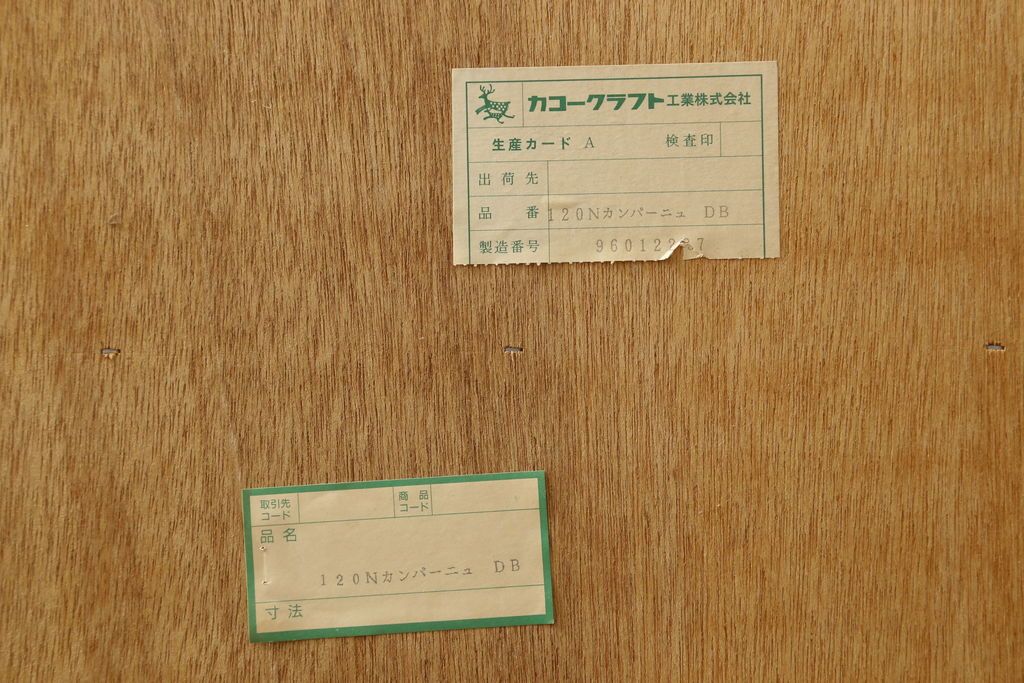 カコークラフト工業株式会社
生産カード A 検査印
出荷先
品番 120Nカンパーニュ DB
製造番号
取引先コード 商品コード
品名
120Nカンパーニュ DB
寸法